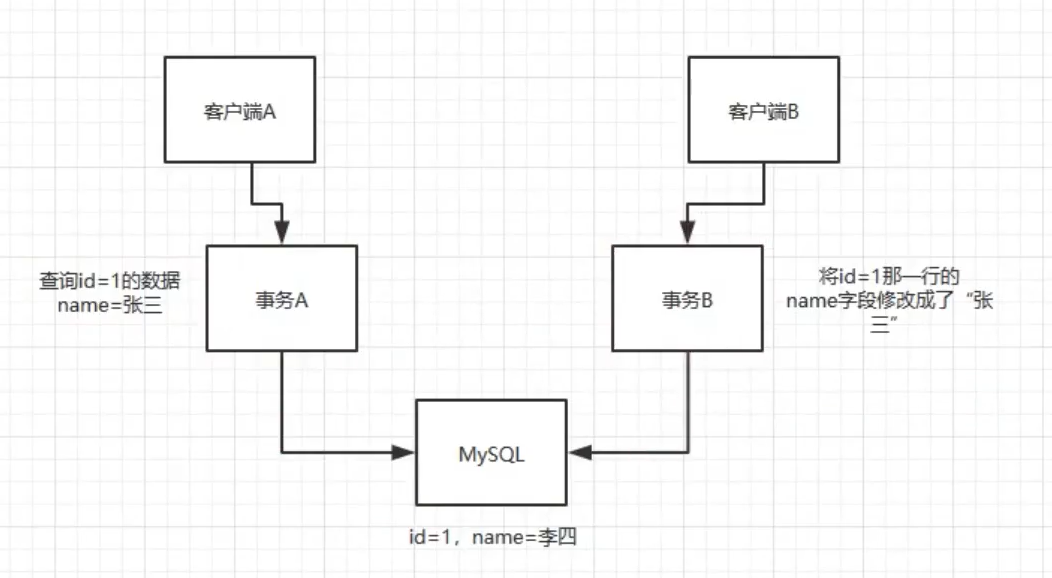 客户端A
客户端B
查询id=1的数据
name=张三
事务A
事务B
将id=1那一行的
name字段修改成了“张
三”
MySQL
id=1，name=李四